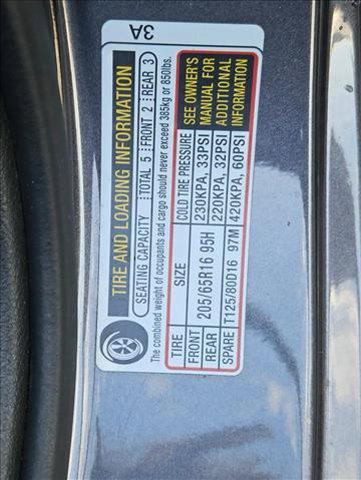 3A
TIRE AND LOADING INFORMATION
SEATING CAPACITY TOTAL 5 FRONT 2 REAR 3
The combined weight of occupants and cargo should never exceed 385kg or 850lbs.
TIRE SIZE COLD TIRE PRESSURE
FRONT 205/65R16 95H 230KPA, 33PSI
REAR 220KPA, 32PSI
SPARE T125/80D16 97M 420KPA, 60PSI
SEE OWNER'S
MANUAL FOR
ADDITIONAL
INFORMATION